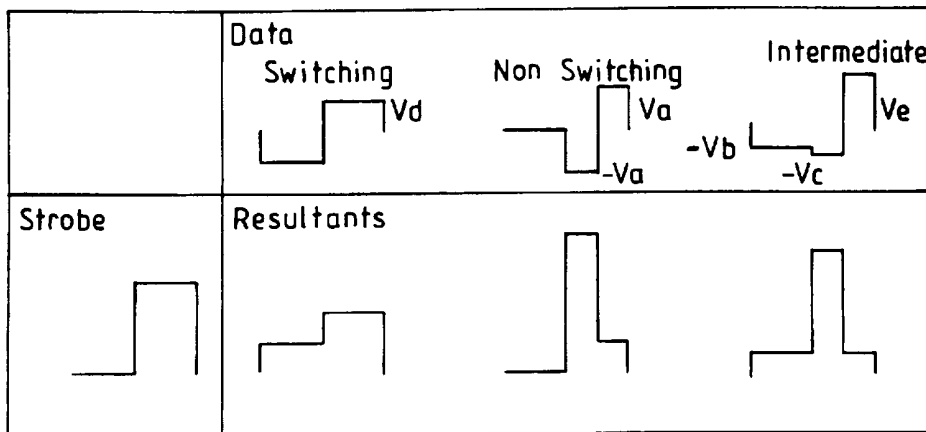 Data
Switching
Non Switching
Intermediate
Vd
Va
Ve
-Vb
-Va
-Vc
Strobe
Resultants